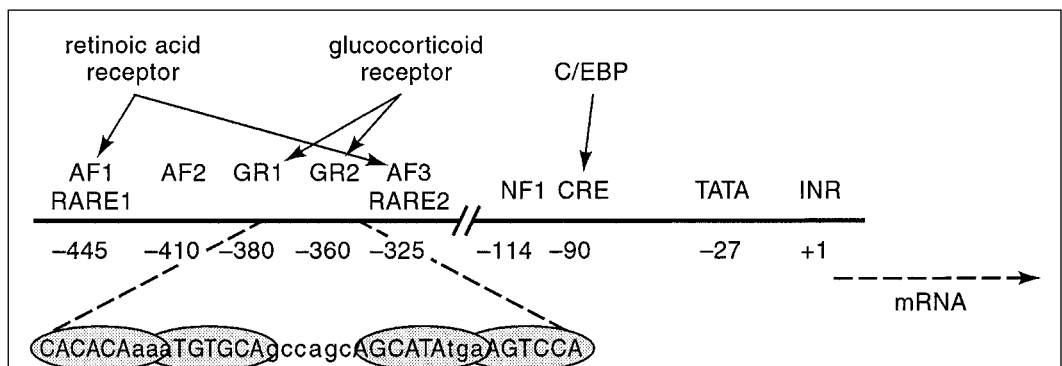 retinoic acid glucocorticoid
receptor receptor C/EBP
AF1 AF2 GR1 GR2 AF3
RARE1 RARE2 NF1 CRE TATA INR
–445 –410 –380 –360 –325 –114 –90 –27 +1
mRNA
CACACAaaaTGTGCAgccagcAGCATAtgaAGTCCA